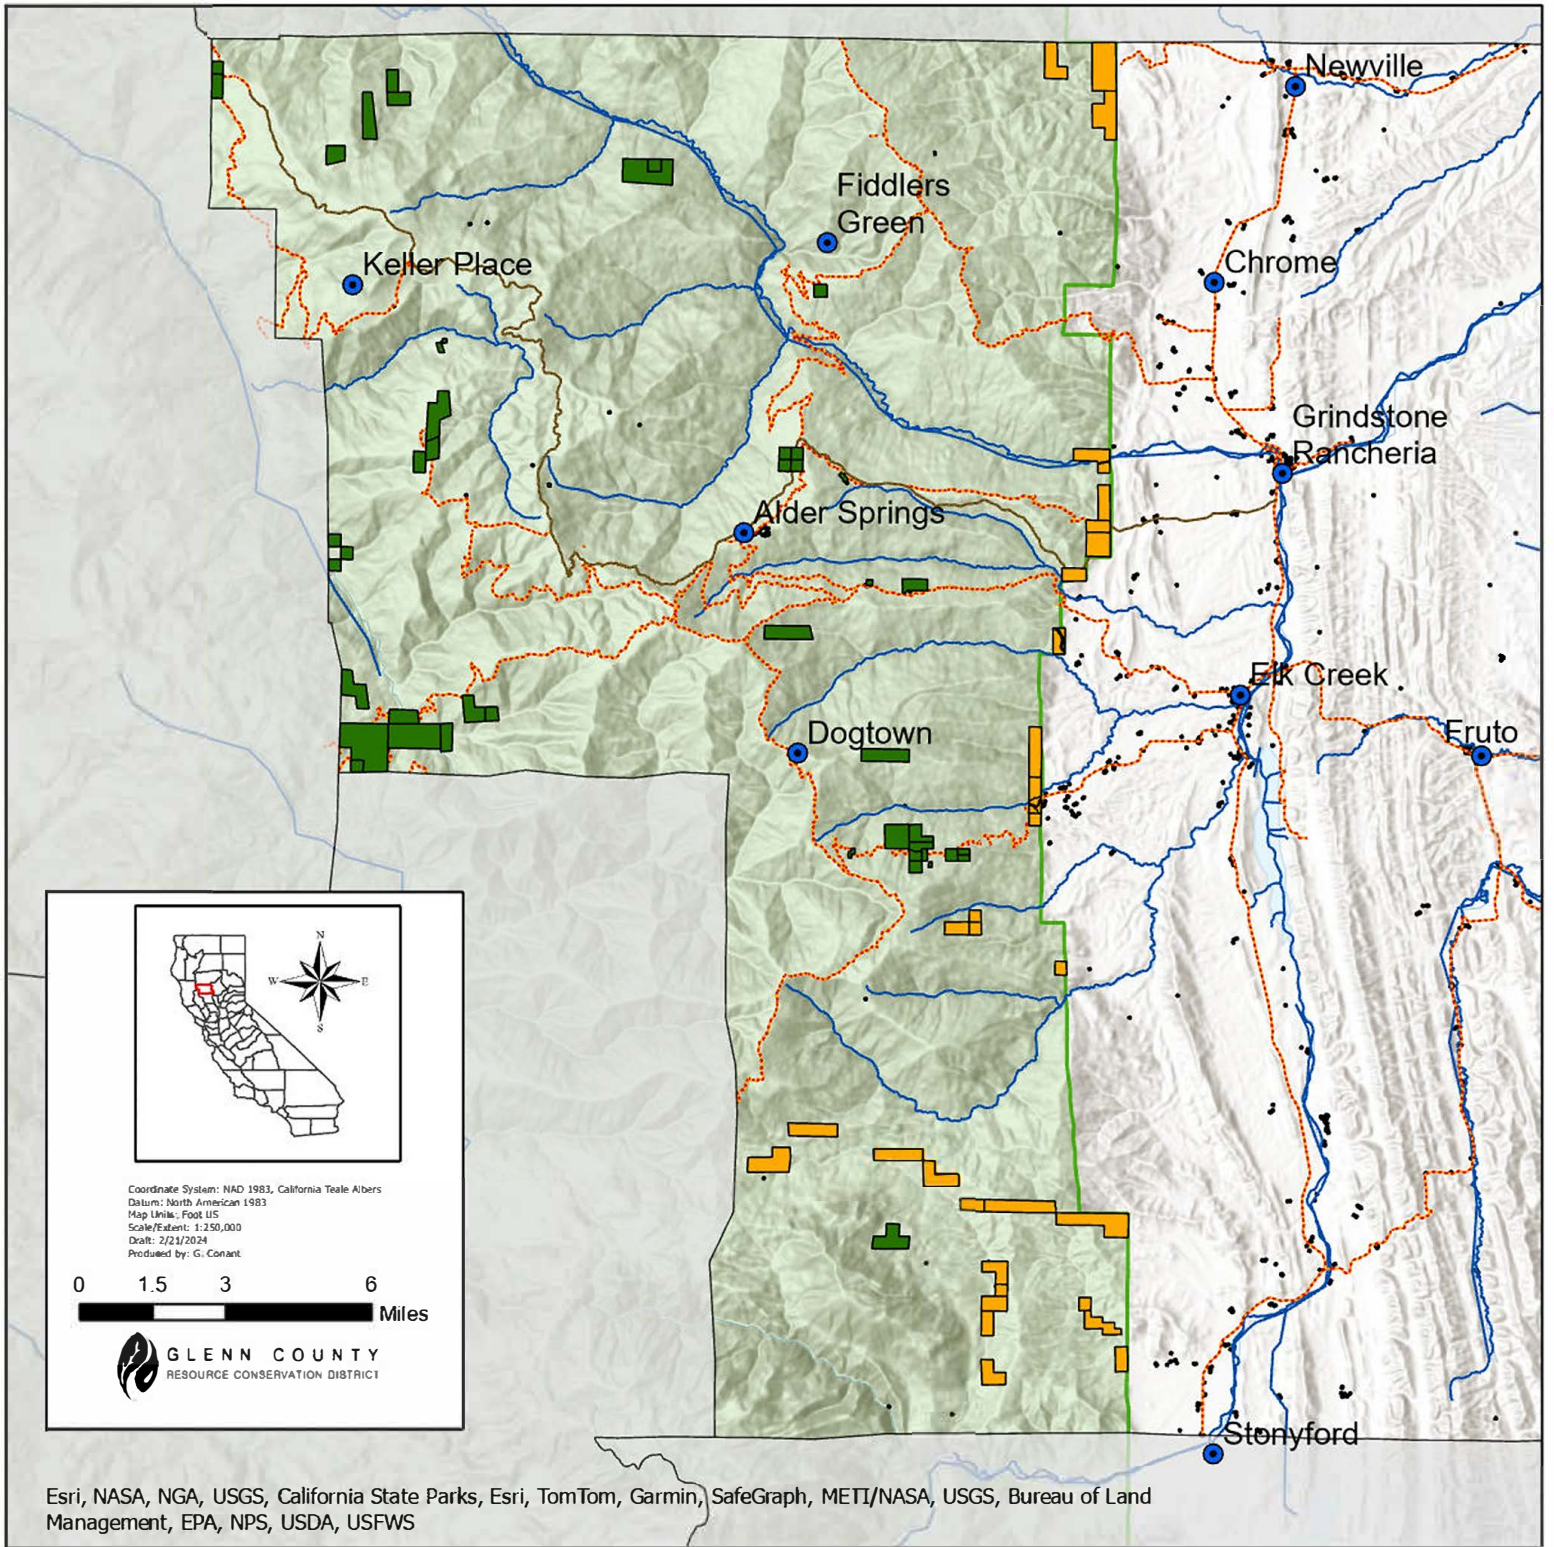 Newville
Fiddlers
Green
Keller Place
Chrome
Grindstone
Rancheria
Alder Springs
Elk Creek
Dogtown
Fruto
N
W
E
S
Coordinate System: NAD 1983, California Teale Albers
Datum: North American 1983
Map Units: Foot US
Scale/Extent: 1:250,000
Draft: 2/21/2024
Produced by: G. Conant
0 1.5 3 6
Miles
GLENN COUNTY
RESOURCE CONSERVATION DISTRICT
Stonyford
Esri, NASA, NGA, USGS, California State Parks, Esri, TomTom, Garmin, SafeGraph, METI/NASA, USGS, Bureau of Land
Management, EPA, NPS, USDA, USFWS